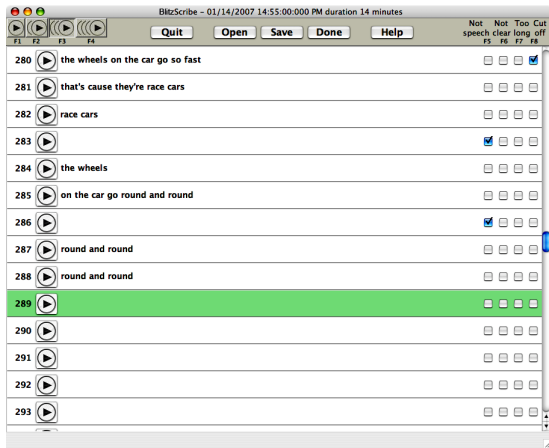 BlitzScribe – 01/14/2007 14:55:00:000 PM duration 14 minutes
F1 F2 F3 F4
Quit Open Save Done Help
Not Not Too Cut
speech clear long off
F5 F6 F7 F8
280 the wheels on the car go so fast
281 that's cause they're race cars
282 race cars
283
284 the wheels
285 on the car go round and round
286
287 round and round
288 round and round
289
290
291
292
293